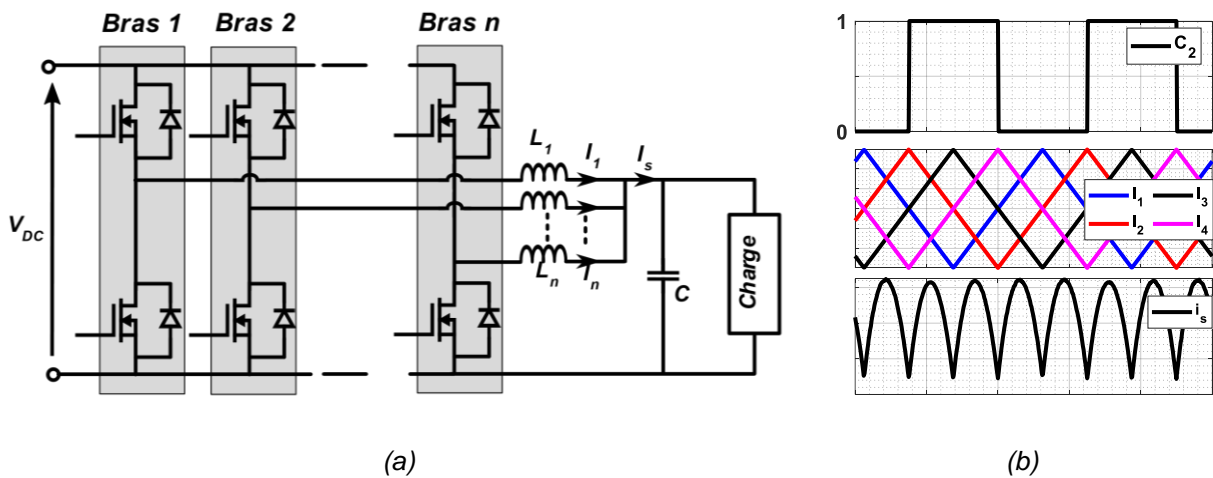 Bras 1 Bras 2 Bras n
V_DC
L_1 I_1 I_s
L_n I_n
C
Charge
(a)
1
0
C_2
I_1 I_3
I_2 I_4
i_s
(b)